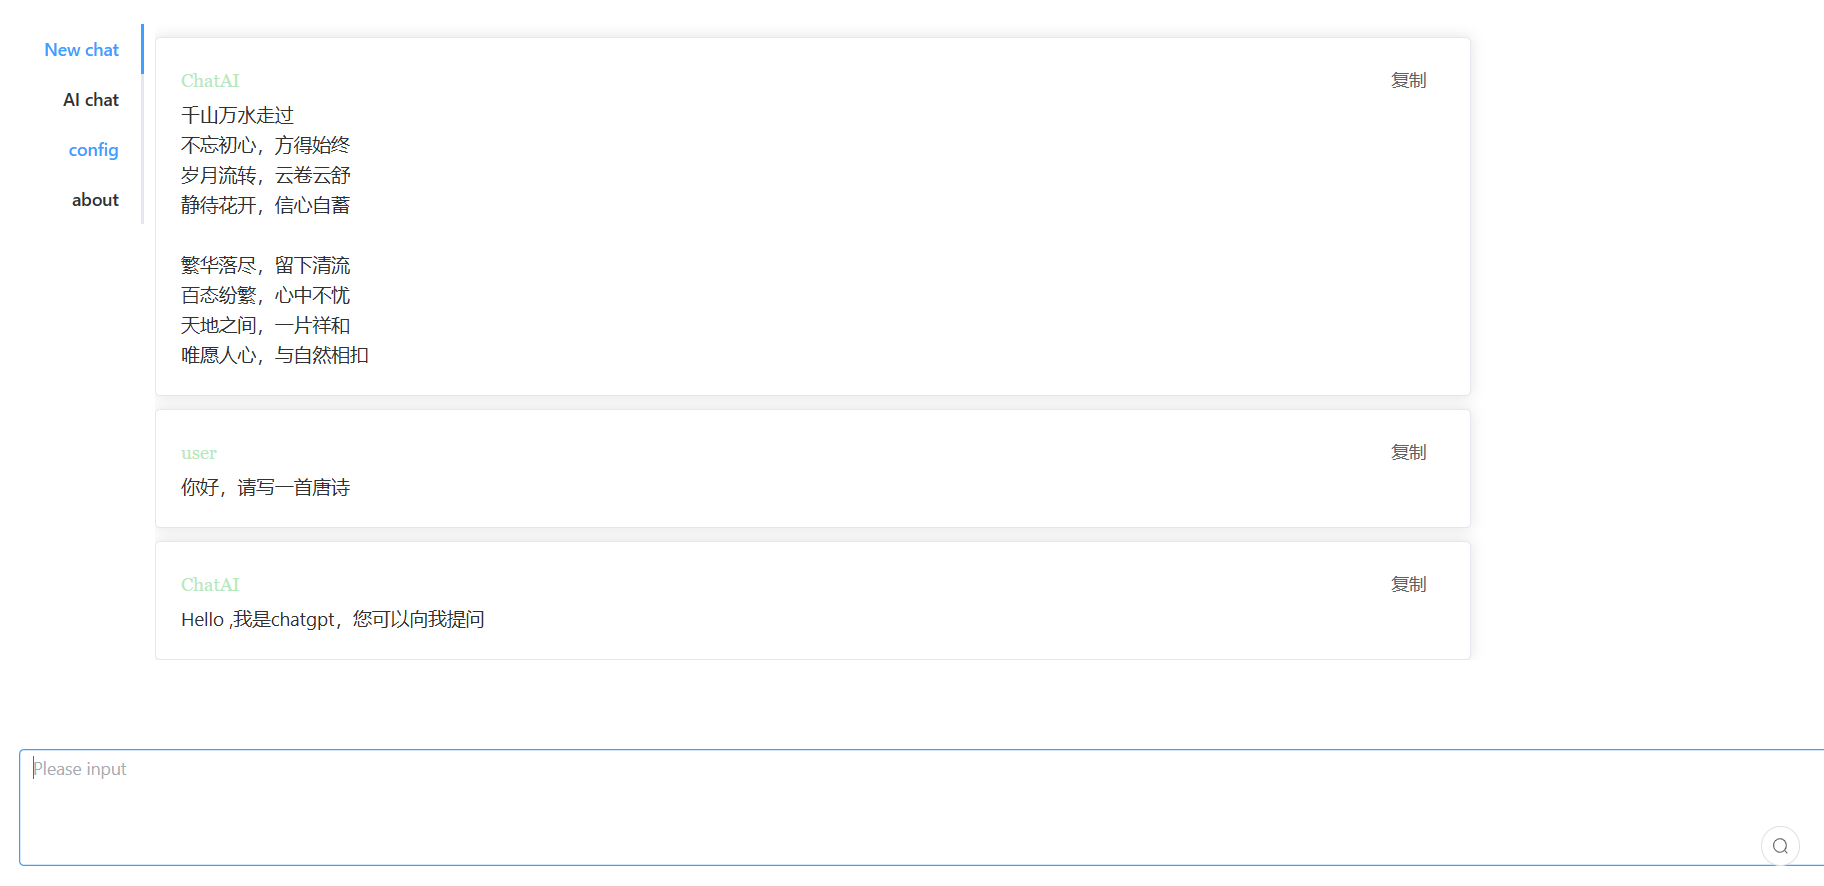 New chat
AI chat
config
about
ChatAI
复制
千山万水走过
不忘初心，方得始终
岁月流转，云卷云舒
静待花开，信心自蓄
繁华落尽，留下清流
百态纷繁，心中不忧
天地之间，一片祥和
唯愿人心，与自然相扣
user
复制
你好，请写一首唐诗
ChatAI
复制
Hello ,我是chatgpt，您可以向我提问
Please input